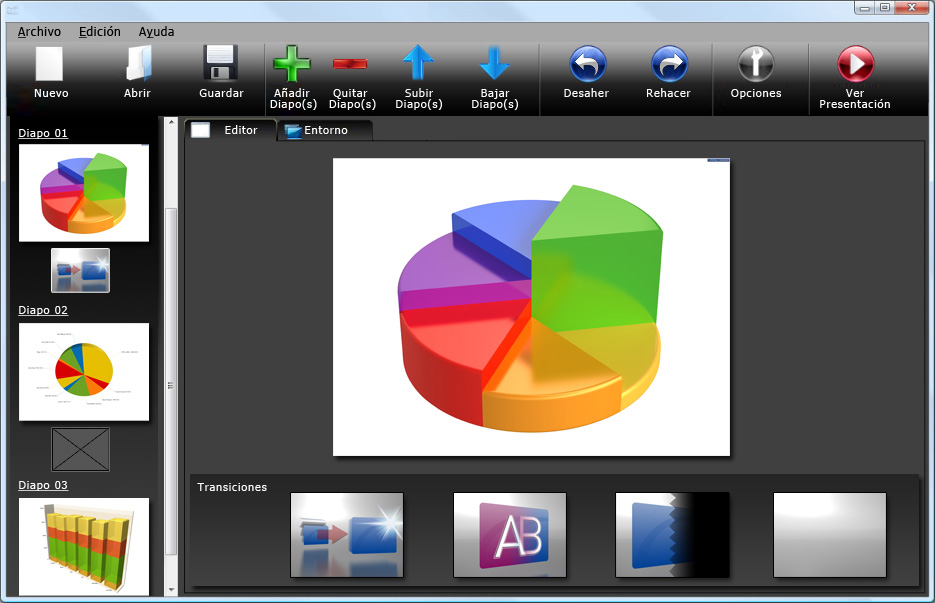 Archivo Edición Ayuda
Nuevo
Abrir
Guardar
Añadir
Diapo(s)
Quitar
Diapo(s)
Subir
Diapo(s)
Bajar
Diapo(s)
Desaher
Rehacer
Opciones
Ver
Presentación
Diapo 01
Diapo 02
Diapo 03
Editor
Entorno
Transiciones
AB